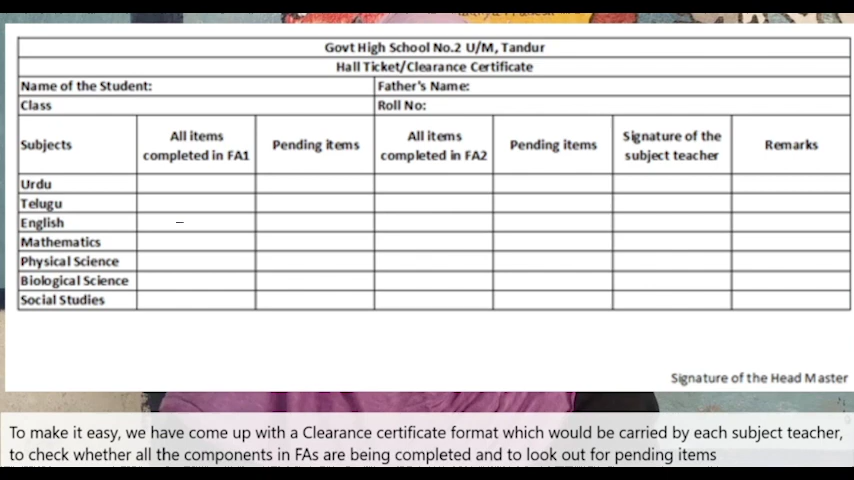 Govt High School No.2 U/M, Tandur
Hall Ticket/Clearance Certificate
Name of the Student: Father's Name:
Class Roll No:
Subjects All items completed in FA1 Pending items All items completed in FA2 Pending items Signature of the subject teacher Remarks
Urdu
Telugu
English –
Mathematics
Physical Science
Biological Science
Social Studies
Signature of the Head Master
To make it easy, we have come up with a Clearance certificate format which would be carried by each subject teacher,
to check whether all the components in FAs are being completed and to look out for pending items